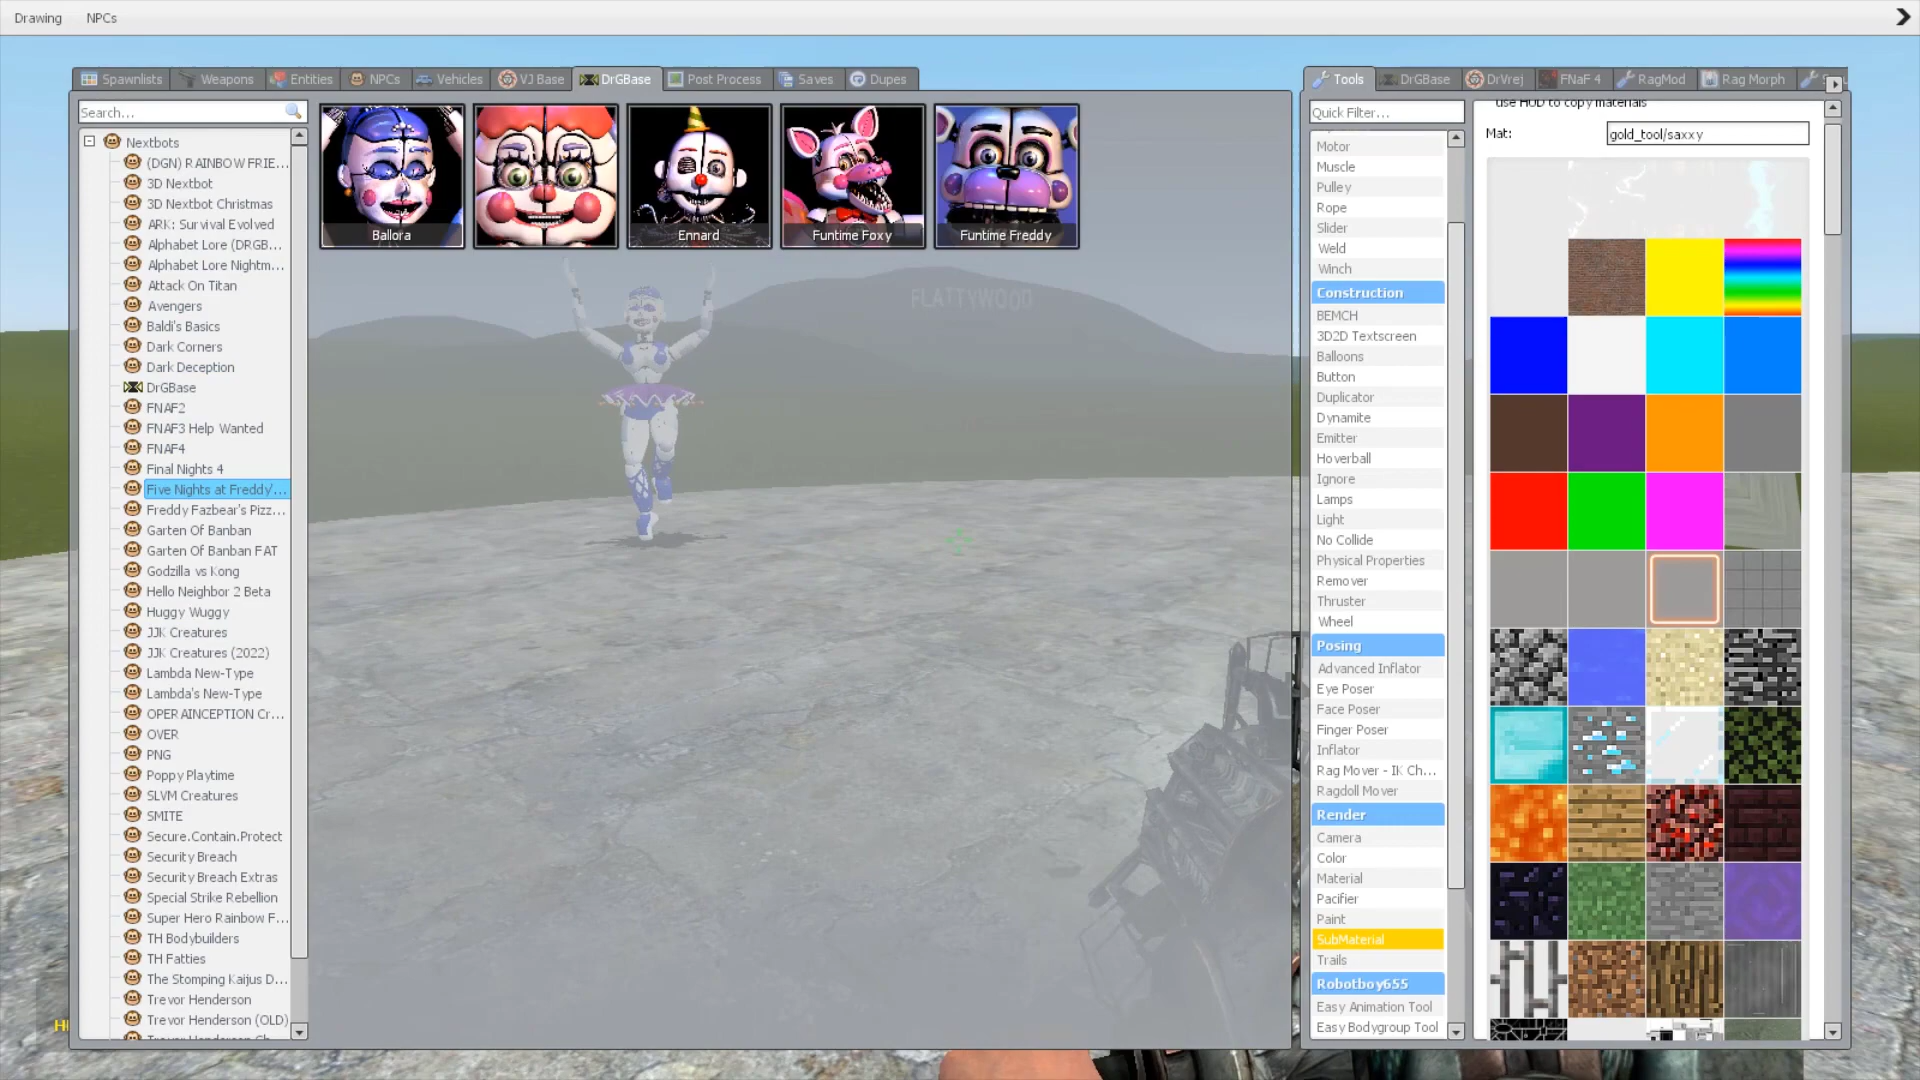 Drawing NPCs
Spawnlists Weapons Entities NPCs Vehicles VJ Base DrGBase Post Process Saves Dupes
Search...
Nextbots
(DGN) RAINBOW FRIE...
3D Nextbot
3D Nextbot Christmas
ARK: Survival Evolved
Alphabet Lore (DRGB...
Alphabet Lore Nightm...
Attack On Titan
Avengers
Baldi's Basics
Dark Corners
Dark Deception
DrGBase
FNAF2
FNAF3 Help Wanted
FNAF4
Final Nights 4
Five Nights at Freddy'...
Freddy Fazbear's Pizz...
Garten Of Banban
Garten Of Banban FAT
Godzilla vs Kong
Hello Neighbor 2 Beta
Huggy Wuggy
JJK Creatures
JJK Creatures (2022)
Lambda New-Type
Lambda's New-Type
OPERAINCEPTION Cr...
OVER
PNG
Poppy Playtime
SLVM Creatures
SMITE
Secure.Contain.Protect
Security Breach
Security Breach Extras
Special Strike Rebellion
Super Hero Rainbow F...
TH Bodybuilders
TH Fatties
The Stomping Kaijus D...
Trevor Henderson
Trevor Henderson (OLD)
Ballora
Ennard
Funtime Foxy
Funtime Freddy
FLATTYWOOD
Tools DrGBase DrVrej FNaF 4 RagMod Rag Morph
Quick Filter...
Motor
Muscle
Pulley
Rope
Slider
Weld
Winch
Construction
BEMCH
3D2D Textscreen
Balloons
Button
Duplicator
Dynamite
Emitter
Hoverball
Ignore
Lamps
Light
No Collide
Physical Properties
Remover
Thruster
Wheel
Posing
Advanced Inflator
Eye Poser
Face Poser
Finger Poser
Inflator
Rag Mover - IK Ch...
Ragdoll Mover
Render
Camera
Color
Material
Pacifier
Paint
SubMaterial
Trails
Robotboy655
Easy Animation Tool
Easy Bodygroup Tool
use HUD to copy materials
Mat: gold_tool/saxxy